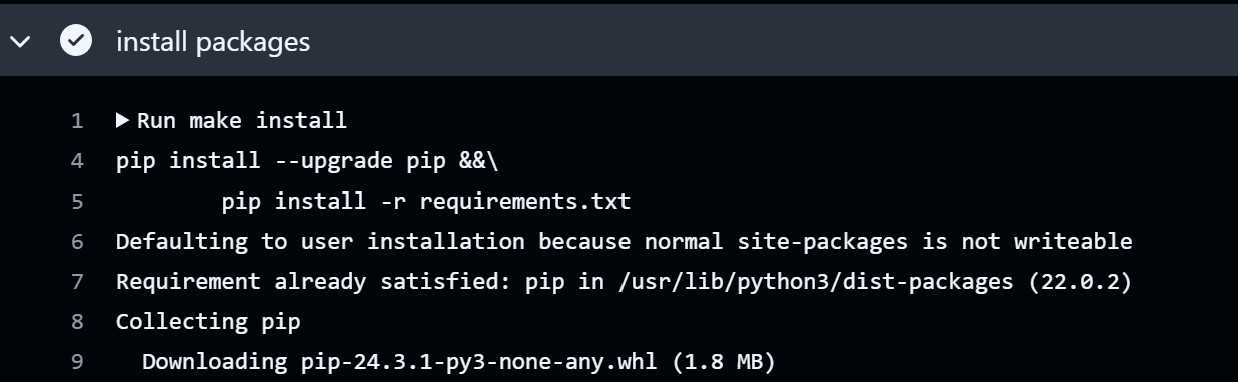 install packages
1 Run make install
4 pip install --upgrade pip &&\
5 pip install -r requirements.txt
6 Defaulting to user installation because normal site-packages is not writeable
7 Requirement already satisfied: pip in /usr/lib/python3/dist-packages (22.0.2)
8 Collecting pip
9 Downloading pip-24.3.1-py3-none-any.whl (1.8 MB)